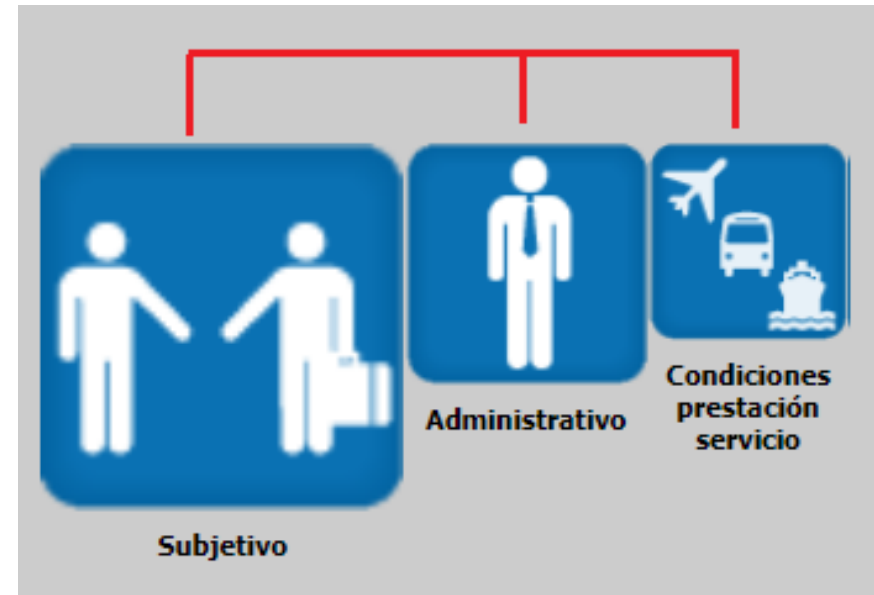 Subjetivo
Administrativo
Condiciones
prestación
servicio